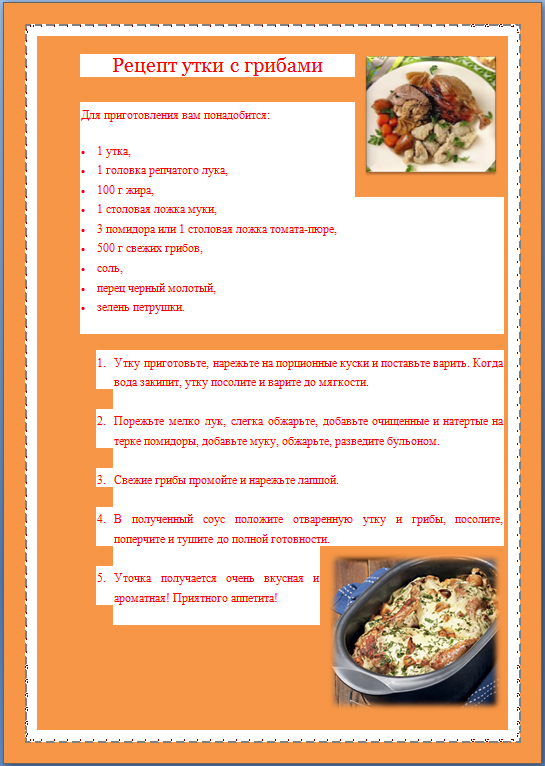 Рецепт утки с грибами
Для приготовления вам понадобится:
• 1 утка,
• 1 головка репчатого лука,
• 100 г жира,
• 1 столовая ложка муки,
• 3 помидора или 1 столовая ложка томата-пюре,
• 500 г свежих грибов,
• соль,
• перец черный молотый,
• зелень петрушки.
1. Утку приготовьте, нарежьте на порционные куски и поставьте варить. Когда
вода закипит, утку посолите и варите до мягкости.
2. Порежьте мелко лук, слегка обжарьте, добавьте очищенные и натертые на
терке помидоры, добавьте муку, обжарьте, разведите бульоном.
3. Свежие грибы промойте и нарежьте лапшой.
4. В полученный соус положите отваренную утку и грибы, посолите,
поперчите и тушите до полной готовности.
5. Уточка получается очень вкусная и
ароматная! Приятного аппетита!